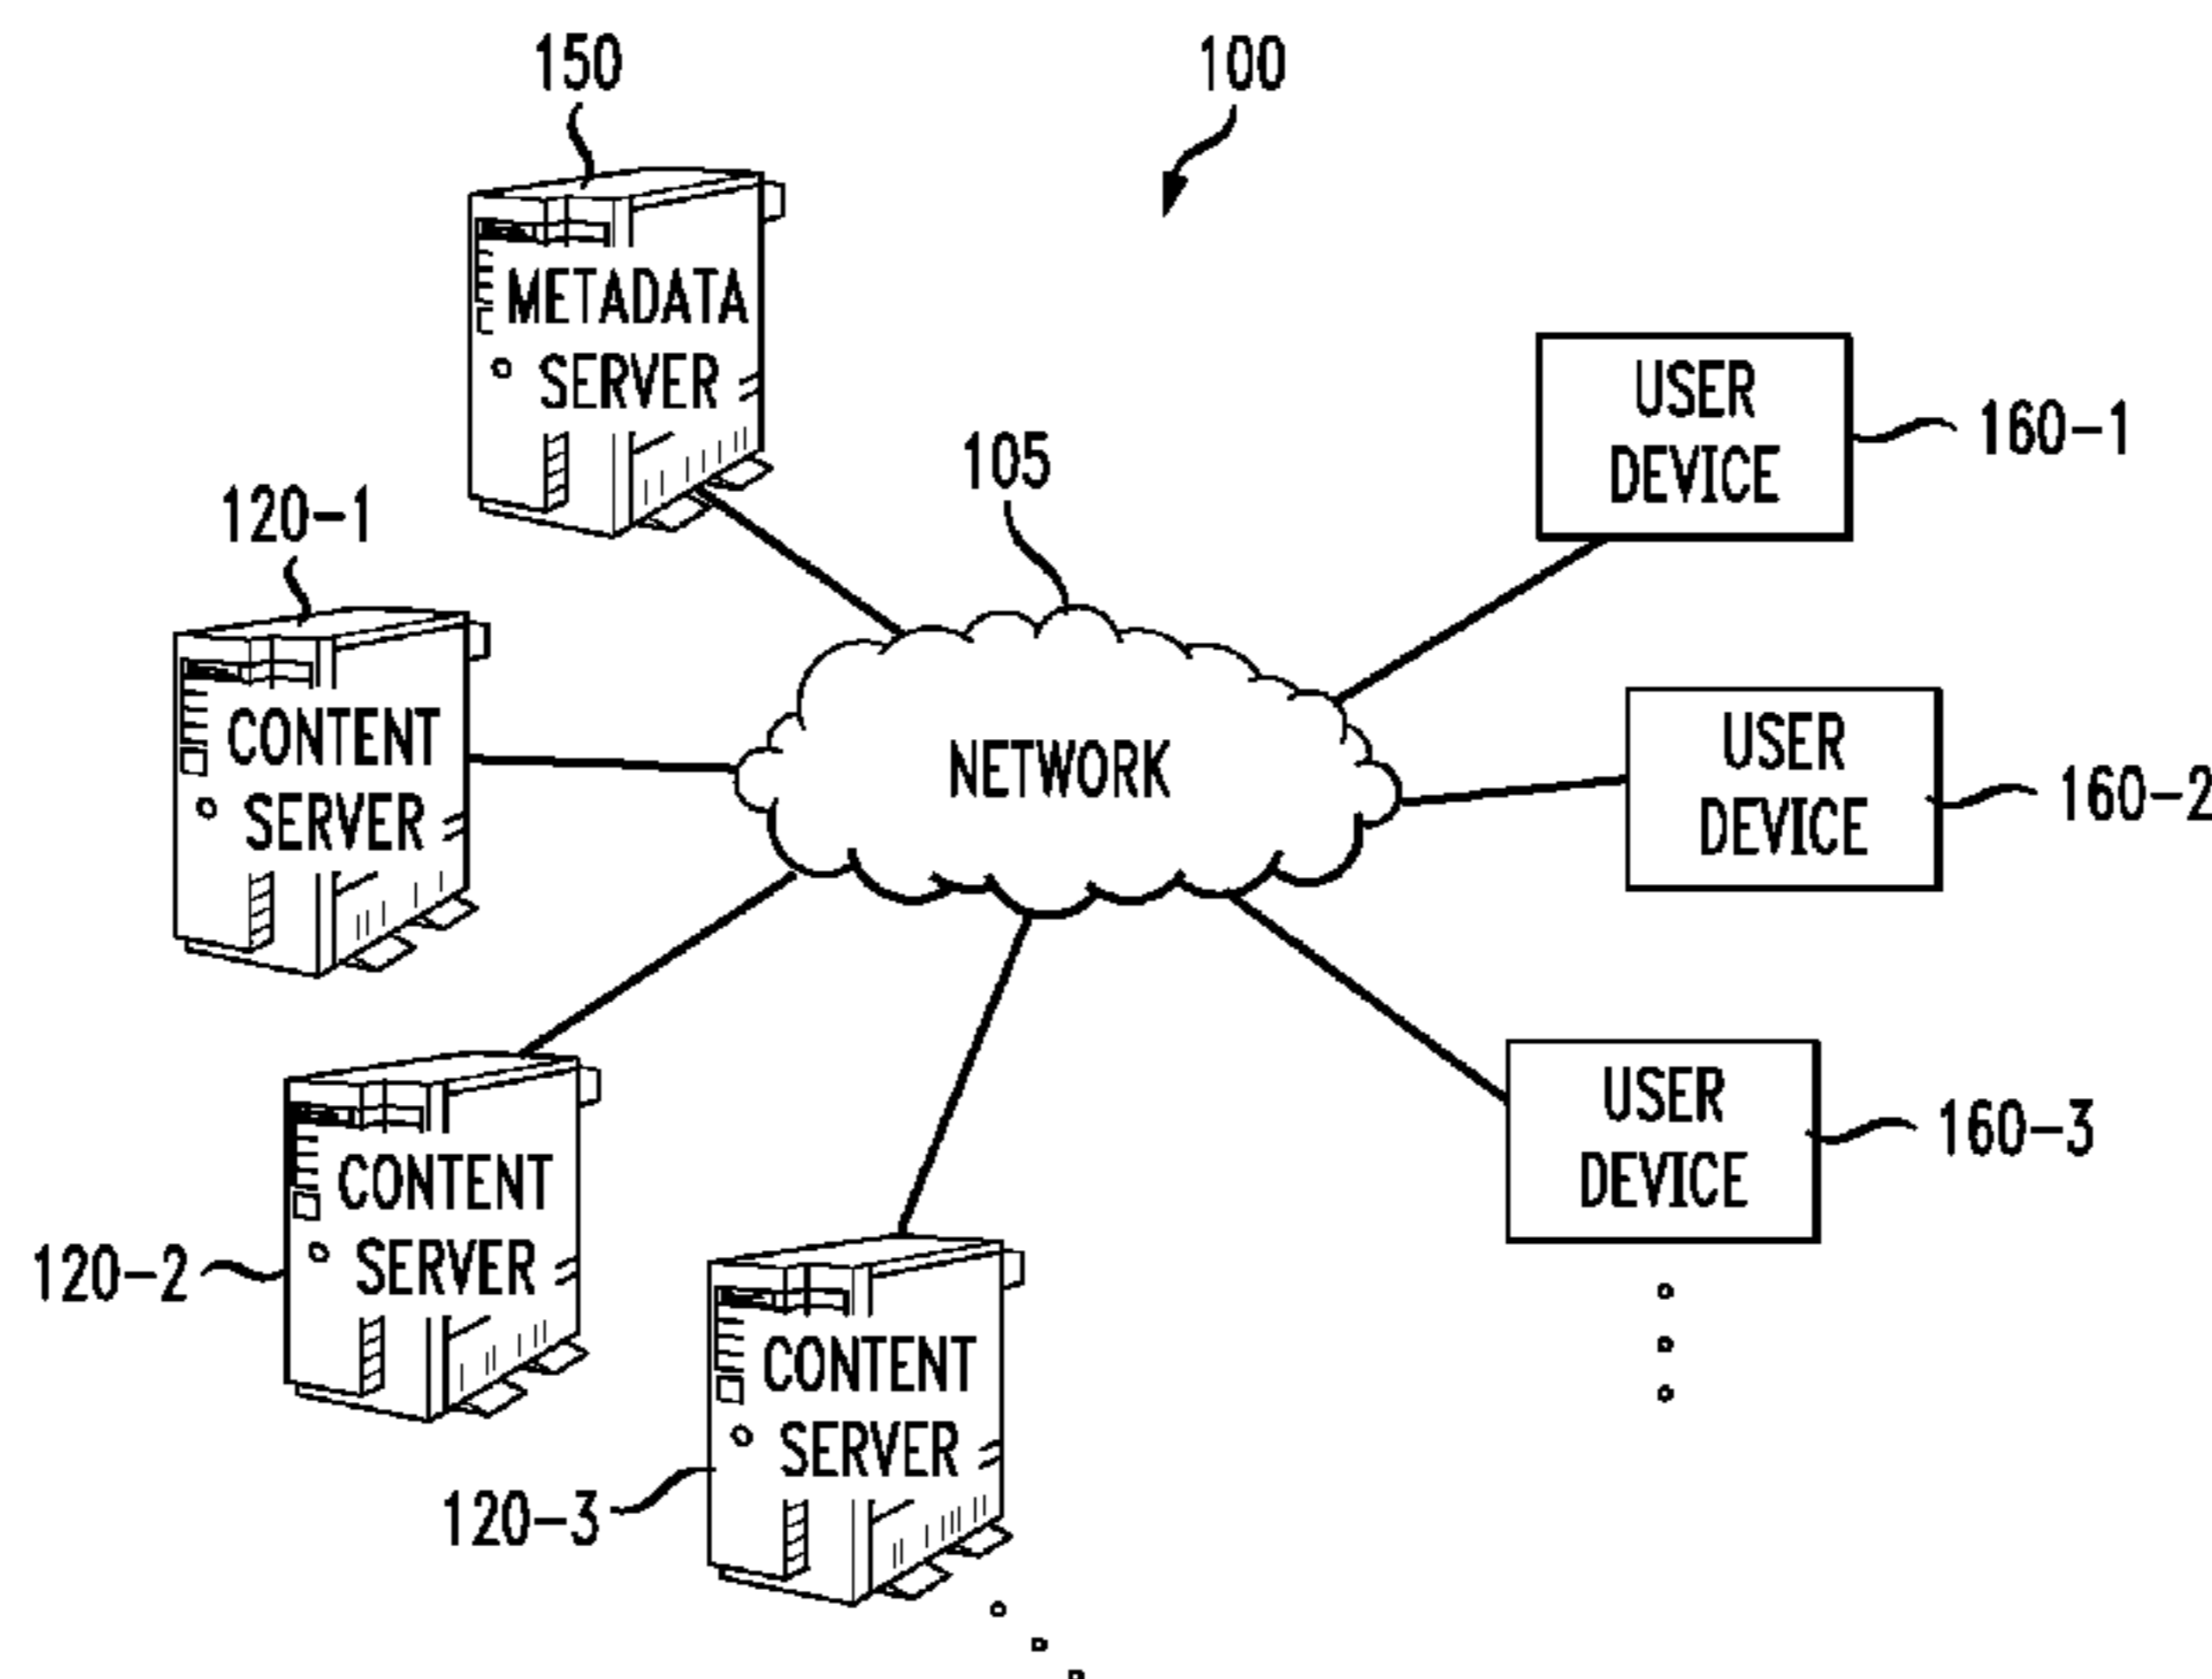 150
100
METADATA
SERVER
USER
DEVICE
160-1
105
120-1
CONTENT
SERVER
NETWORK
USER
DEVICE
160-2
CONTENT
SERVER
120-2
USER
DEVICE
160-3
CONTENT
SERVER
120-3